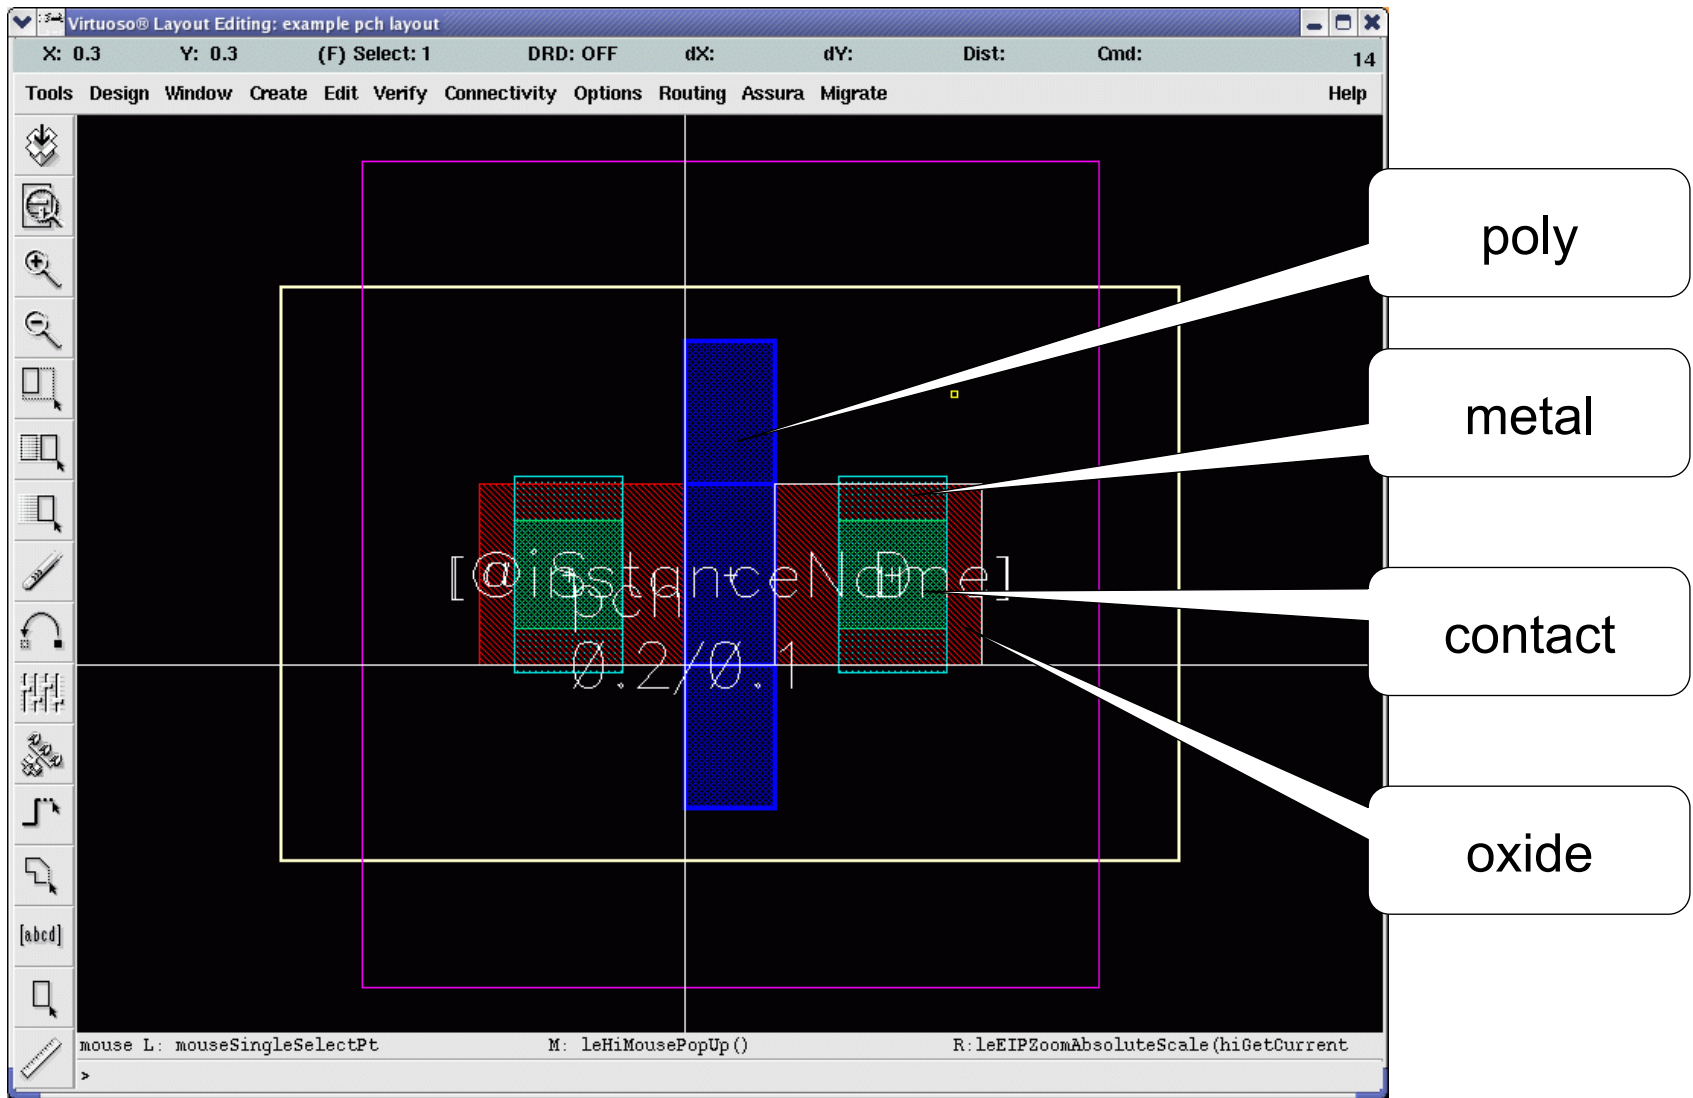 Virtuoso® Layout Editing: example pch layout
X: 0.3 Y: 0.3 (F) Select: 1 DRD: OFF dX: dY: Dist: Cmd: 14
Tools Design Window Create Edit Verify Connectivity Options Routing Assura Migrate Help
poly
metal
[@instanceName]
S D
pch
contact
0.2/0.1
oxide
[abcd]
mouse L: mouseSingleSelectPt M: leHiMousePopUp() R:leEIPZoomAbsoluteScale(hiGetCurrent
>